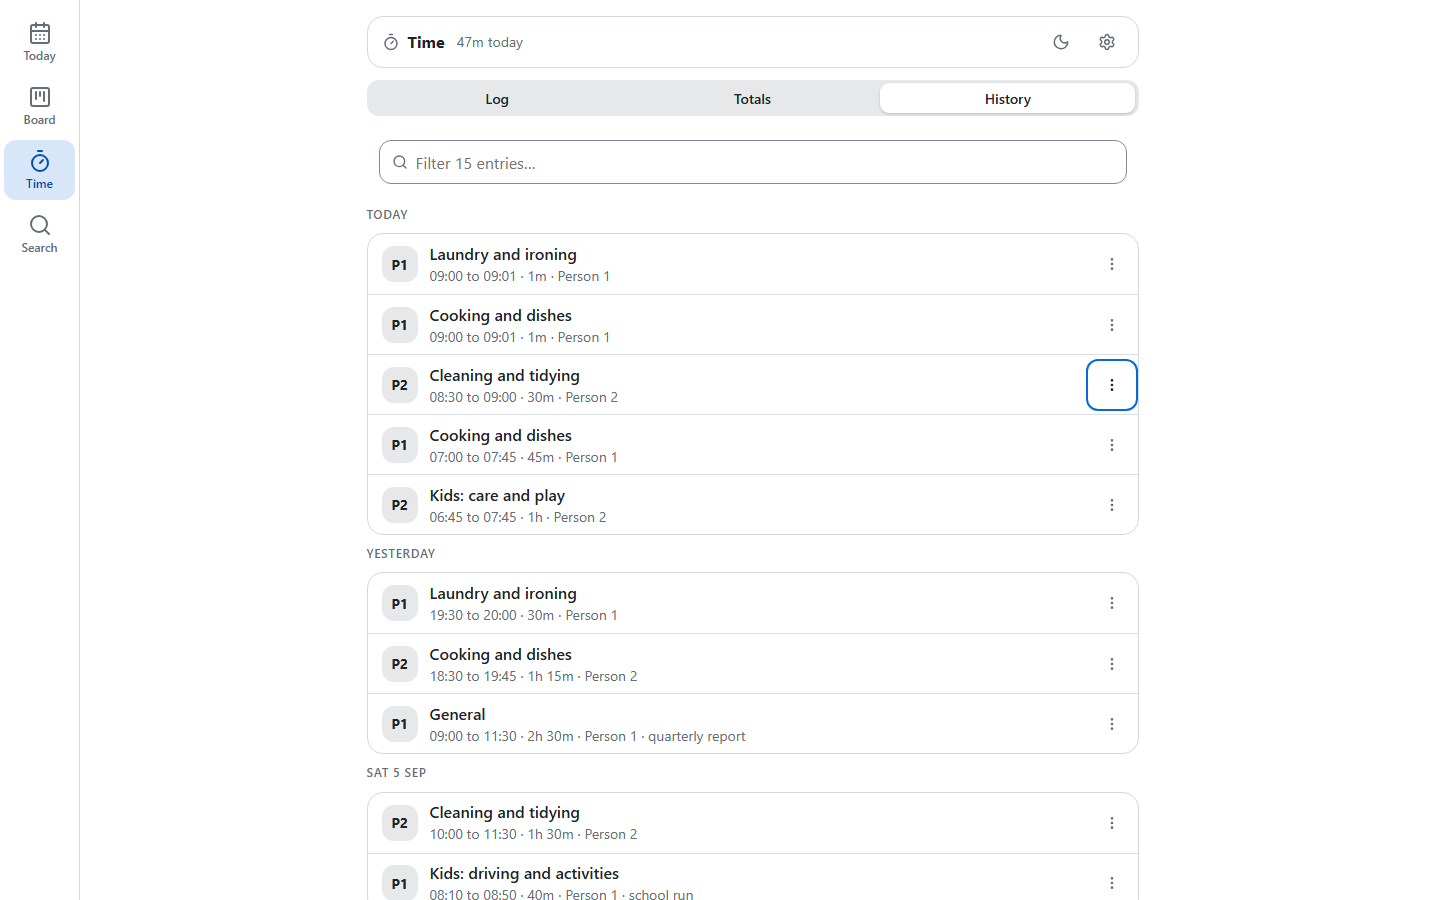 Today
Board
Time
Search
Time 47m today
Log Totals History
Filter 15 entries...
TODAY
P1 Laundry and ironing
09:00 to 09:01 · 1m · Person 1
P1 Cooking and dishes
09:00 to 09:01 · 1m · Person 1
P2 Cleaning and tidying
08:30 to 09:00 · 30m · Person 2
P1 Cooking and dishes
07:00 to 07:45 · 45m · Person 1
P2 Kids: care and play
06:45 to 07:45 · 1h · Person 2
YESTERDAY
P1 Laundry and ironing
19:30 to 20:00 · 30m · Person 1
P2 Cooking and dishes
18:30 to 19:45 · 1h 15m · Person 2
P1 General
09:00 to 11:30 · 2h 30m · Person 1 · quarterly report
SAT 5 SEP
P2 Cleaning and tidying
10:00 to 11:30 · 1h 30m · Person 2
P1 Kids: driving and activities
08:10 to 08:50 · 40m · Person 1 · school run